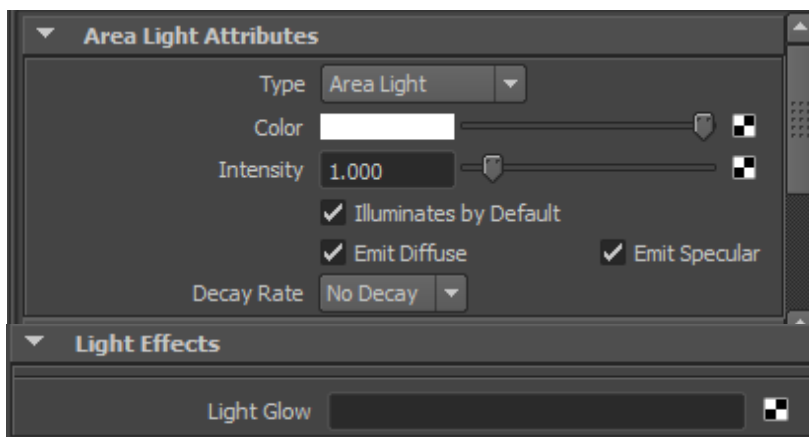 Area Light Attributes
Type Area Light
Color
Intensity 1.000
Illuminates by Default
Emit Diffuse Emit Specular
Decay Rate No Decay
Light Effects
Light Glow